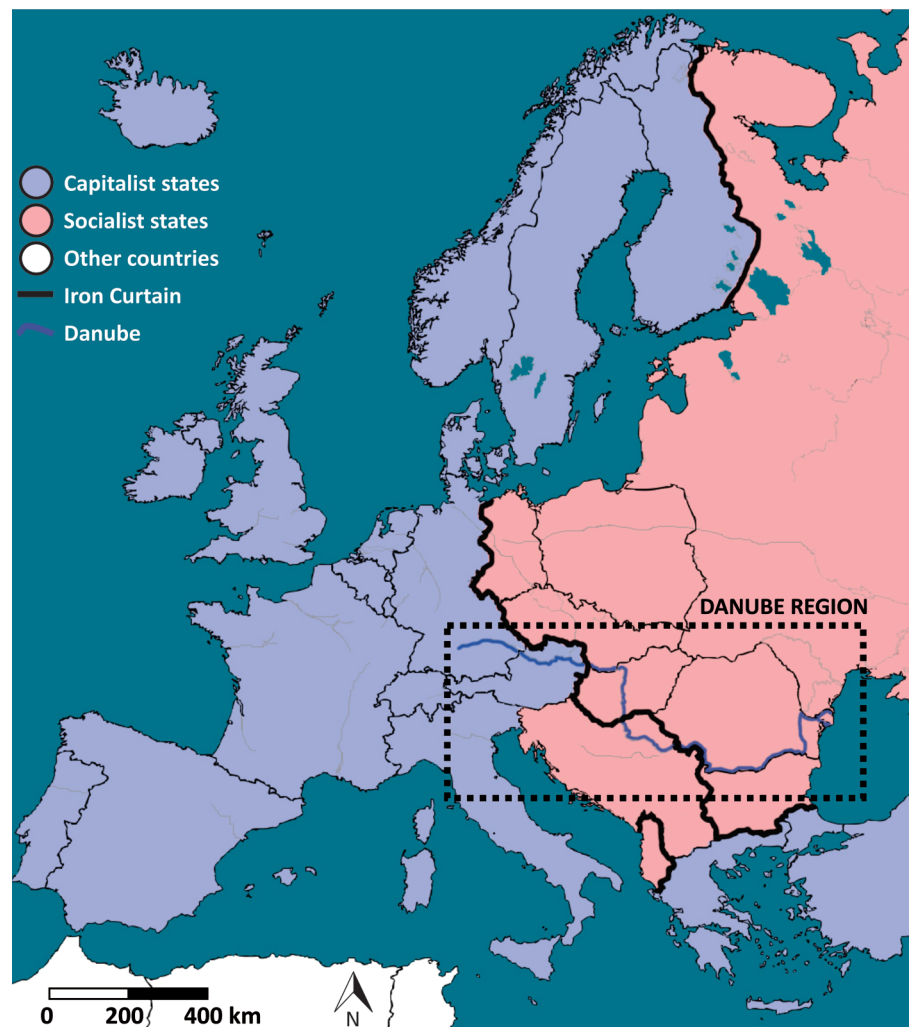 Capitalist states
Socialist states
Other countries
Iron Curtain
Danube
DANUBE REGION
0 200 400 km
N